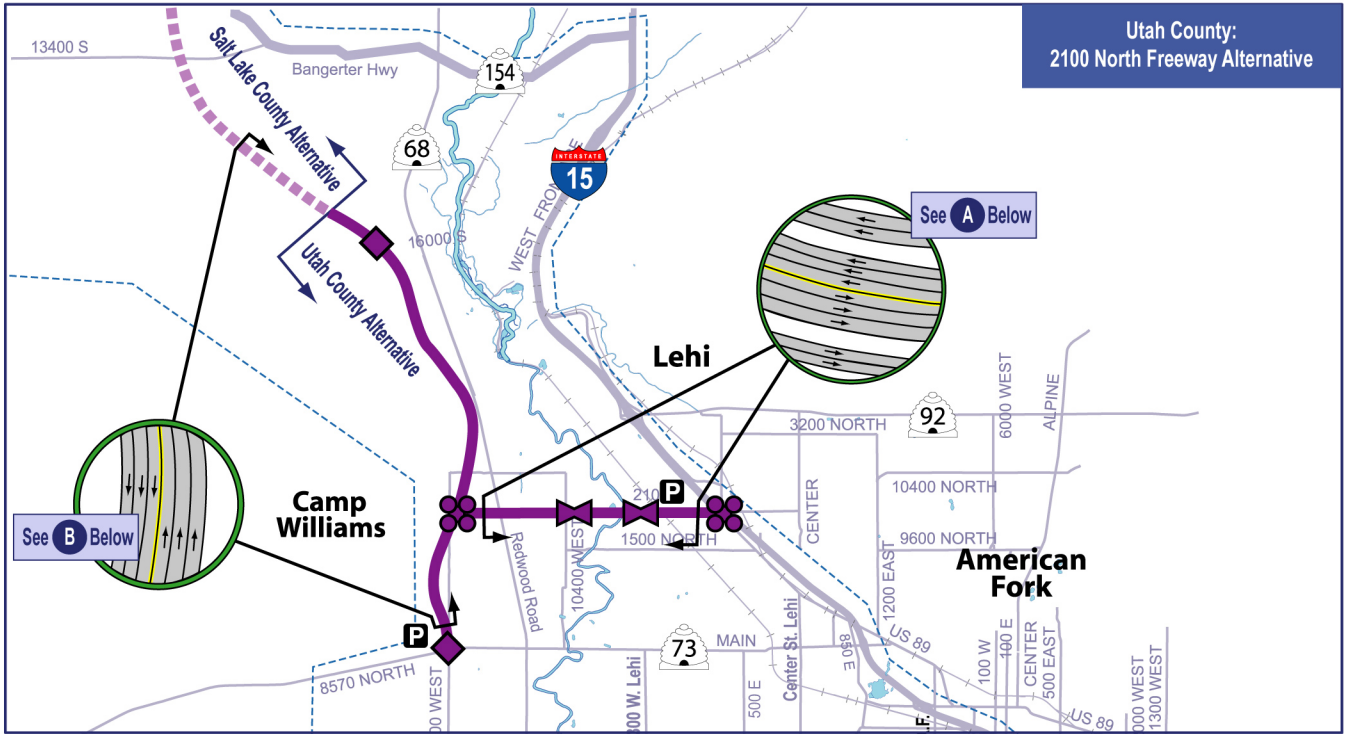 Utah County:
2100 North Freeway Alternative
13400 S
Bangerter Hwy
154
Salt Lake County Alternative
68
INTERSTATE
15
WEST
See A Below
16000 S
Utah County Alternative
Lehi
6000 WEST
ALPINE
92
3200 NORTH
10400 NORTH
CENTER
P
1500 NORTH
9600 NORTH
Camp
Williams
See B Below
Redwood Road
10400 WEST
American
Fork
1200 EAST
P
73
MAIN
8570 NORTH
Center St. Lehi
850 E
US 89
100 W
100 E
CENTER
500 EAST
500 E
1300 WEST
US 89